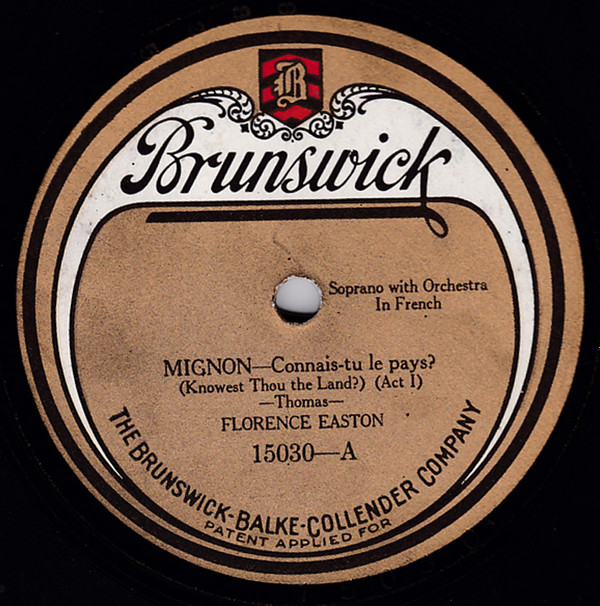 B
Brunswick
Soprano with Orchestra
In French
MIGNON—Connais-tu le pays?
(Knowest Thou the Land?) (Act I)
—Thomas—
FLORENCE EASTON
15030—A
THE BRUNSWICK-BALKE-COLLENDER COMPANY
PATENT APPLIED FOR